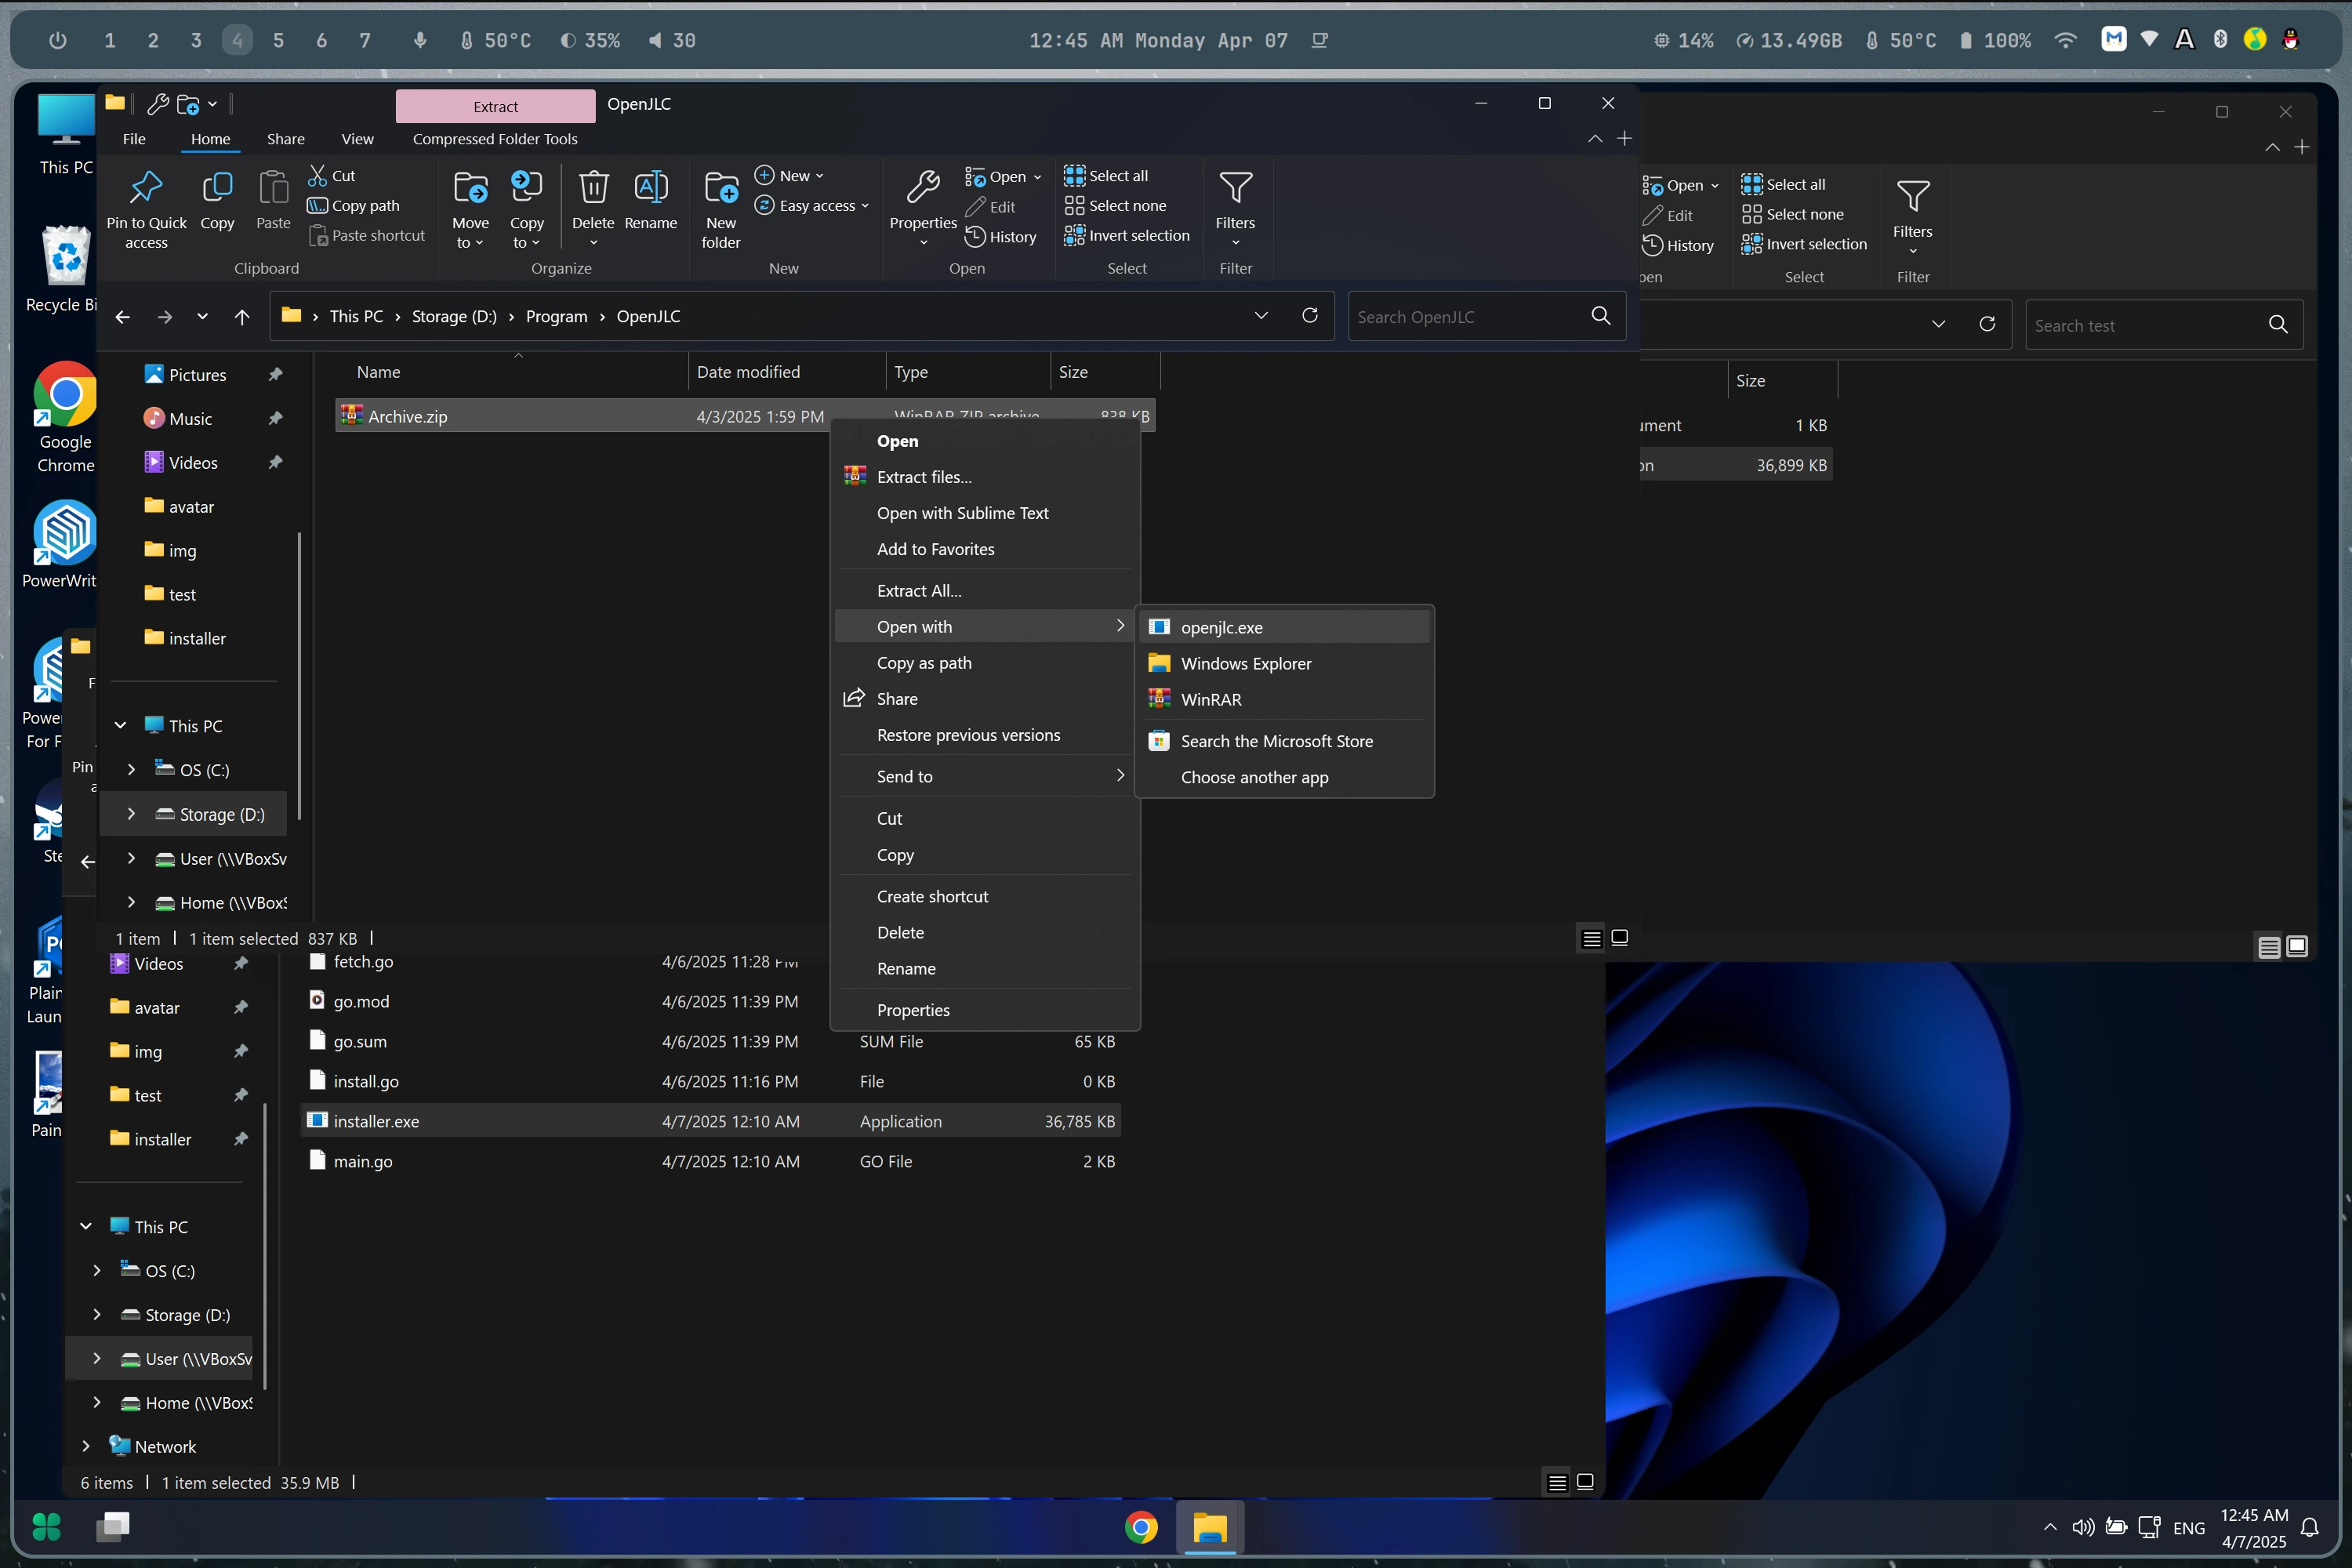 1 2 3 4 5 6 7 50°C 35% 30
12:45 AM Monday Apr 07
14% 13.49GB 50°C 100%
This PC
Recycle Bi
Google
Chrome
PowerWrit
Power
For F
Ste
Plain
Laun
Pain
Extract
OpenJLC
File
Home
Share
View
Compressed Folder Tools
Pin to Quick
access
Copy
Paste
Cut
Copy path
Paste shortcut
Clipboard
Move
to
Copy
to
Delete
Rename
Organize
New
folder
New
Easy access
New
Properties
Open
Edit
History
Open
Select all
Select none
Invert selection
Select
Filters
Filter
This PC
Storage (D:)
Program
OpenJLC
Search OpenJLC
Pictures
Music
Videos
avatar
img
test
installer
This PC
OS (C:)
Storage (D:)
User (\\VBoxSv
Home (\\VBoxS
Name
Date modified
Type
Size
Archive.zip
4/3/2025 1:59 PM
WinRAR ZIP archive
838 KB
1 item
1 item selected 837 KB
Open
Extract files...
Open with Sublime Text
Add to Favorites
Extract All...
Open with
Copy as path
Share
Restore previous versions
Send to
Cut
Copy
Create shortcut
Delete
Rename
Properties
openjlc.exe
Windows Explorer
WinRAR
Search the Microsoft Store
Choose another app
Open
Edit
History
pen
Select all
Select none
Invert selection
Select
Filters
Filter
Search test
Size
ument
1 KB
on
36,899 KB
F
Pin
a
Videos
avatar
img
test
installer
This PC
OS (C:)
Storage (D:)
User (\\VBoxSv
Home (\\VBoxS
Network
fetch.go
4/6/2025 11:28 PM
go.mod
4/6/2025 11:39 PM
go.sum
4/6/2025 11:39 PM
SUM File
65 KB
install.go
4/6/2025 11:16 PM
File
0 KB
installer.exe
4/7/2025 12:10 AM
Application
36,785 KB
main.go
4/7/2025 12:10 AM
GO File
2 KB
6 items
1 item selected 35.9 MB
ENG
12:45 AM
4/7/2025